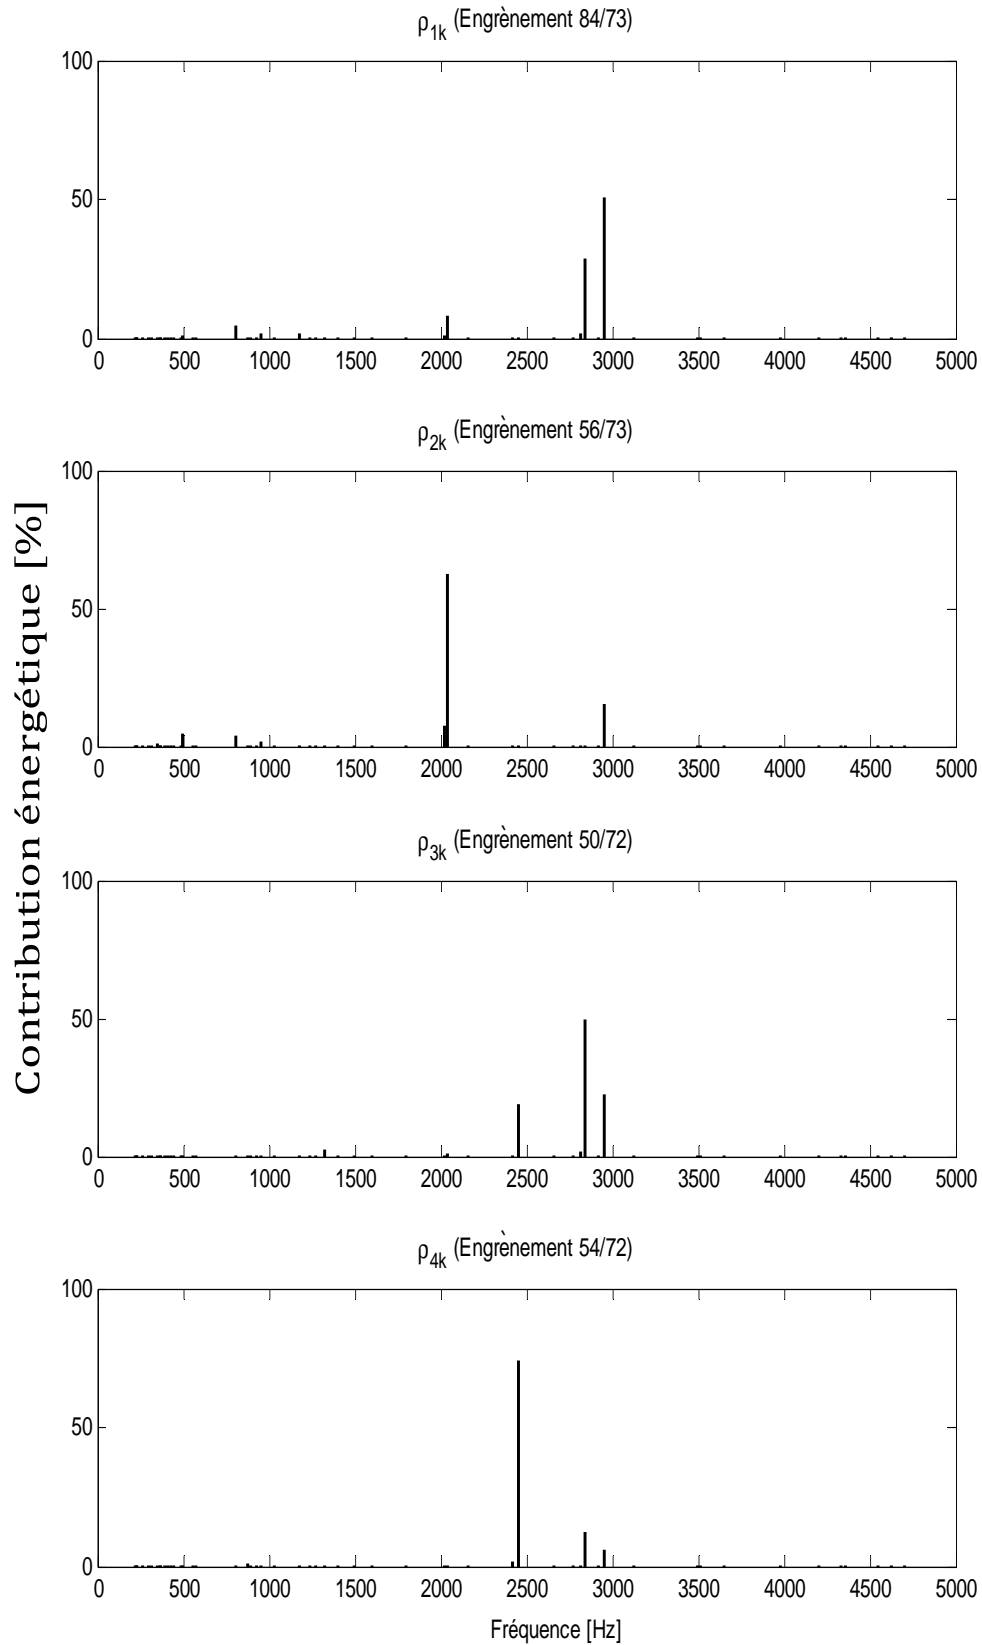 ρ1k (Engrènement 84/73)
100
50
0
0 500 1000 1500 2000 2500 3000 3500 4000 4500 5000
ρ2k (Engrènement 56/73)
100
50
0
0 500 1000 1500 2000 2500 3000 3500 4000 4500 5000
Contribution énergétique [%]
ρ3k (Engrènement 50/72)
100
50
0
0 500 1000 1500 2000 2500 3000 3500 4000 4500 5000
ρ4k (Engrènement 54/72)
100
50
0
0 500 1000 1500 2000 2500 3000 3500 4000 4500 5000
Fréquence [Hz]